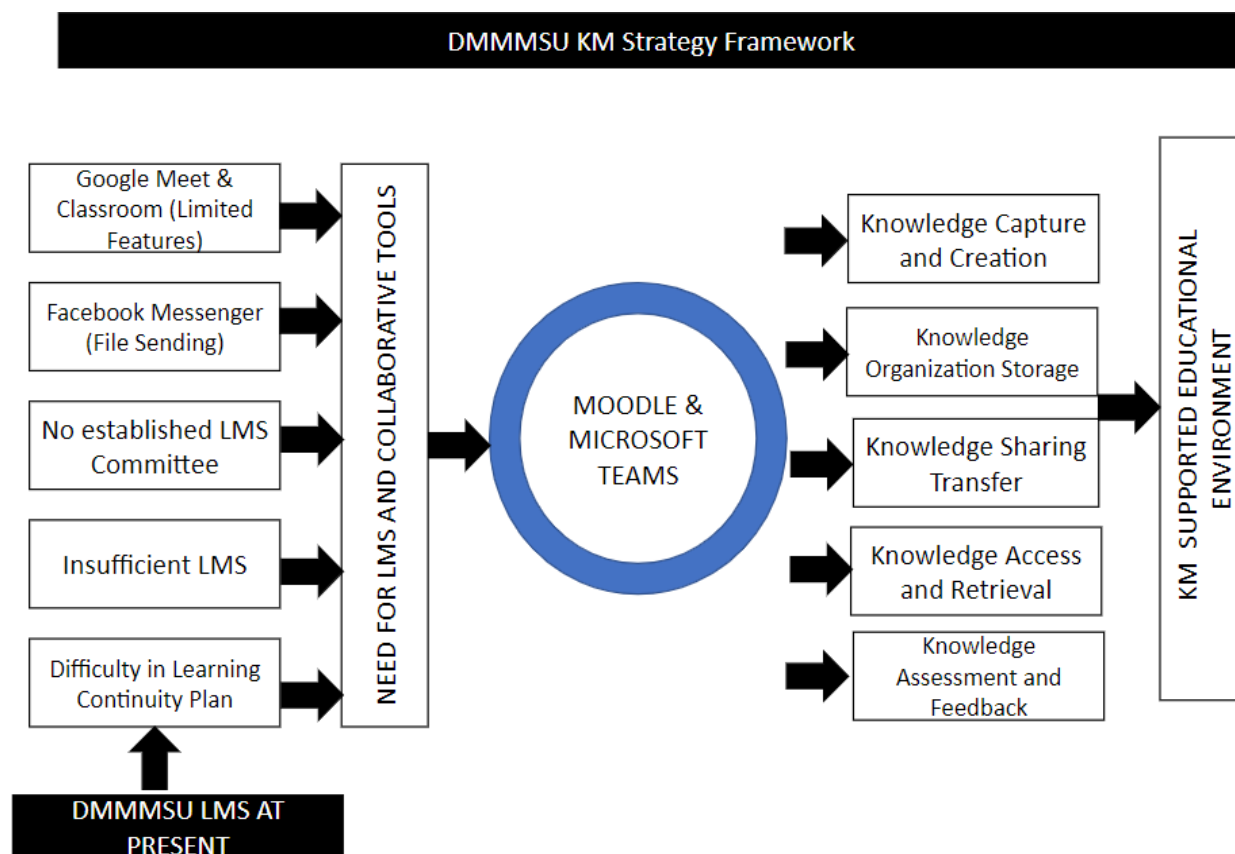 DMMMSU KM Strategy Framework
Google Meet &
Classroom (Limited
Features)
Facebook Messenger
(File Sending)
No established LMS
Committee
Insufficient LMS
Difficulty in Learning
Continuity Plan
DMMMSU LMS AT
PRESENT
NEED FOR LMS AND COLLABORATIVE TOOLS
MOODLE &
MICROSOFT
TEAMS
Knowledge Capture
and Creation
Knowledge
Organization Storage
Knowledge Sharing
Transfer
Knowledge Access
and Retrieval
Knowledge
Assessment and
Feedback
KM SUPPORTED EDUCATIONAL
ENVIRONMENT